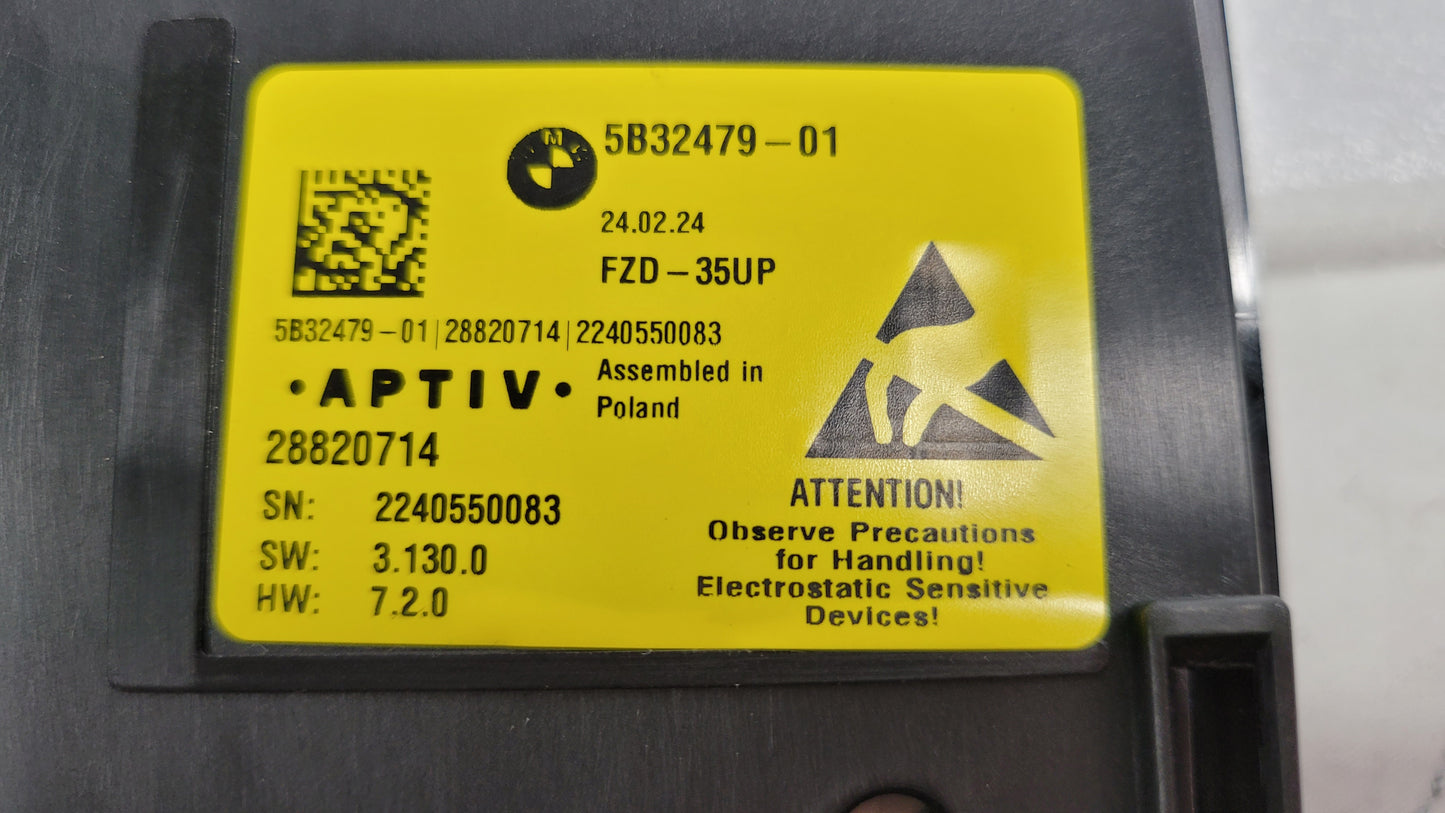 BMW
5B32479-01
24.02.24
FZD-35UP
5B32479-01|28820714|2240550083
•APTIV•
Assembled in
Poland
28820714
SN: 2240550083
SW: 3.130.0
HW: 7.2.0
ATTENTION!
Observe Precautions
for Handling!
Electrostatic Sensitive
Devices!